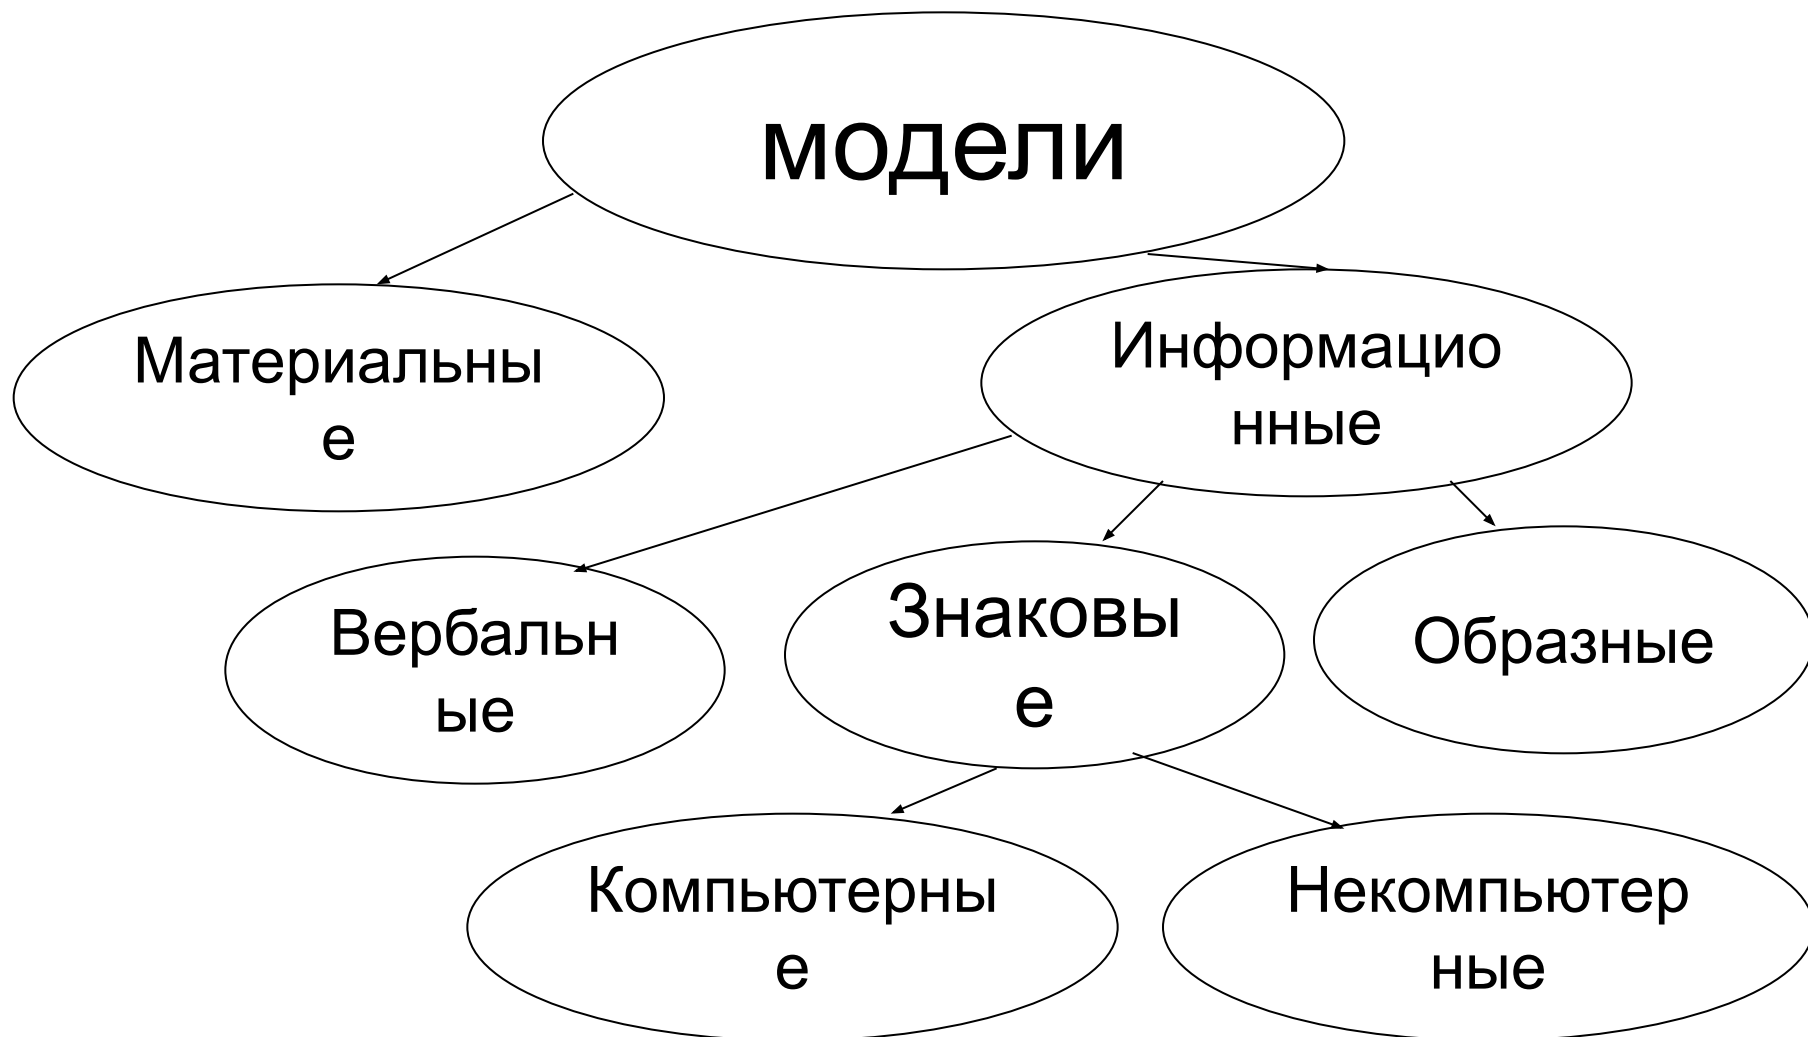 модели
Материальны
е
Информацио
нные
Вербальн
ые
Знаковы
е
Образные
Компьютерны
е
Некомпьютер
ные